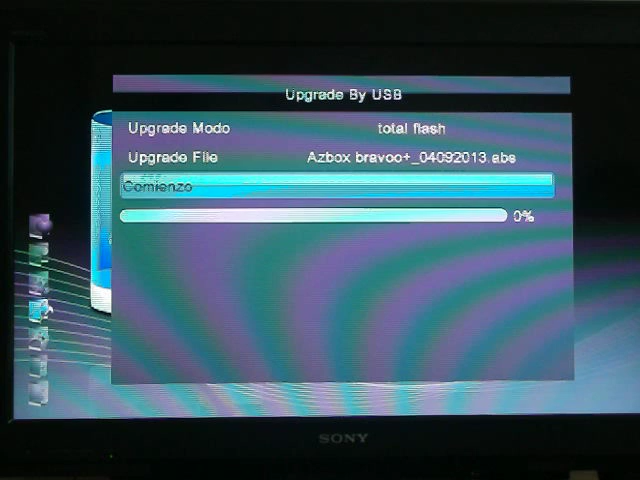 Upgrade By USB
Upgrade Modo total flash
Upgrade File Azbox bravoo+_04092013.abs
Comienzo
0%
SONY